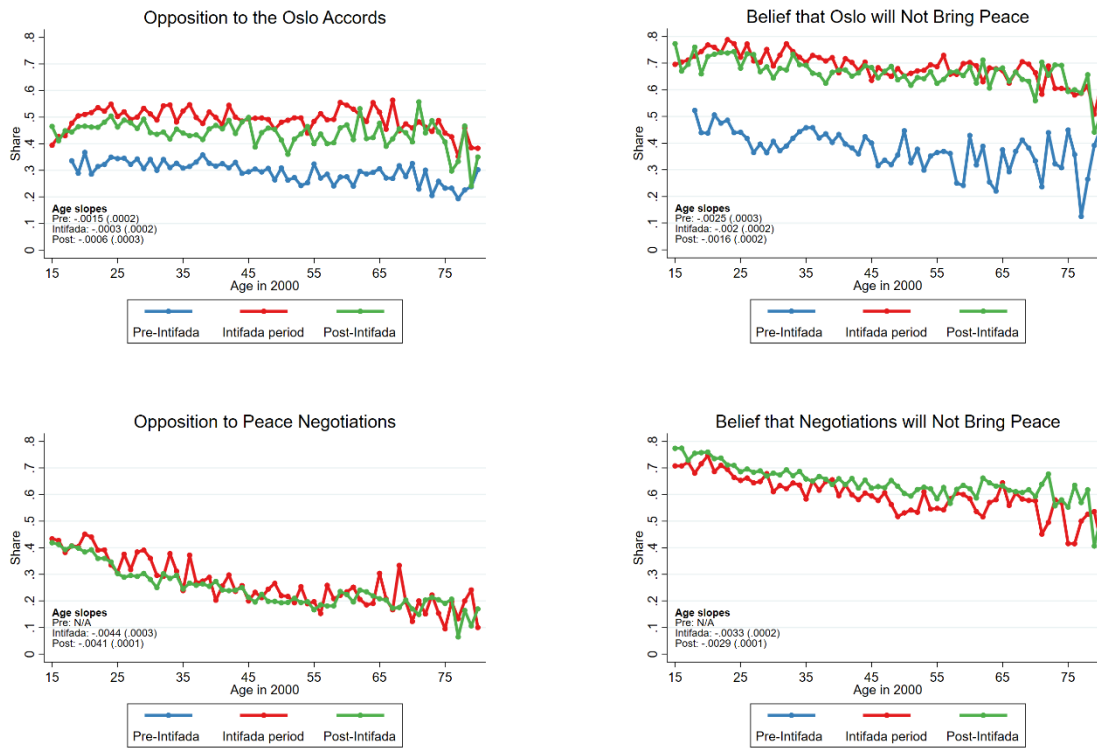 Opposition to the Oslo Accords
.8
.7
.6
.5
.4
.3
.2
.1
0
Share
Age slopes
Pre: -.0015 (.0002)
Intifada: -.0003 (.0002)
Post: -.0006 (.0003)
15 25 35 45 55 65 75
Age in 2000
Pre-Intifada Intifada period Post-Intifada
Belief that Oslo will Not Bring Peace
.8
.7
.6
.5
.4
.3
.2
.1
0
Share
Age slopes
Pre: -.0025 (.0003)
Intifada: -.002 (.0002)
Post: -.0016 (.0002)
15 25 35 45 55 65 75
Age in 2000
Pre-Intifada Intifada period Post-Intifada
Opposition to Peace Negotiations
.8
.7
.6
.5
.4
.3
.2
.1
0
Share
Age slopes
Pre: N/A
Intifada: -.0044 (.0003)
Post: -.0041 (.0001)
15 25 35 45 55 65 75
Age in 2000
Pre-Intifada Intifada period Post-Intifada
Belief that Negotiations will Not Bring Peace
.8
.7
.6
.5
.4
.3
.2
.1
0
Share
Age slopes
Pre: N/A
Intifada: -.0033 (.0002)
Post: -.0029 (.0001)
15 25 35 45 55 65 75
Age in 2000
Pre-Intifada Intifada period Post-Intifada